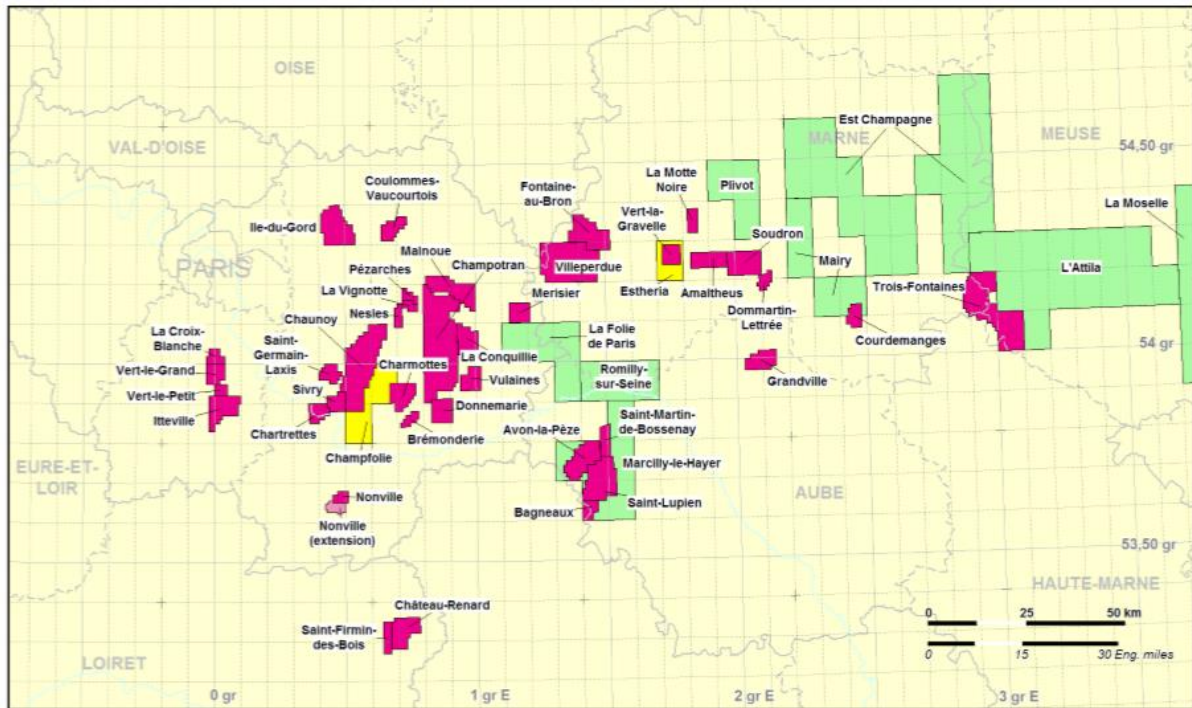 OISE
VAL-D'OISE
MARNE
MEUSE
Est Champagne
54,50 gr
Coulommes-
Vaucourtois
Ile-du-Gord
Fontaine-
au-Bron
La Motte
Noire
Plivot
La Moselle
Vert-la-
Gravelle
Soudron
Malnoue
Champotran
Villeperdue
Mairy
PARIS
Pézarches
L'Attila
La Vignotte
Merisier
Estheria
Amaltheus
Trois-Fontaines
Nesles
Dommartin-
Lettrée
Chaunoy
La Croix-
Blanche
Saint-
Germain-
Laxis
La Folie
de Paris
Courdemanges
54 gr
La Conquillie
Charmottes
Vert-le-Grand
Vulaines
Romilly-
sur-Seine
Grandville
Vert-le-Petit
Sivry
Itteville
Donnemarie
Saint-Martin-
de-Bossenay
Chartrettes
Brémonderie
Avon-la-Pèze
Champfolie
Marcilly-le-Hayer
EURE-ET-
LOIR
AUBE
Nonville
Saint-Lupien
Bagneaux
Nonville
(extension)
53,50 gr
HAUTE-MARNE
Château-Renard
0 25 50 km
Saint-Firmin-
des-Bois
0 15 30 Eng. miles
LOIRET
0 gr 1 gr E 2 gr E 3 gr E